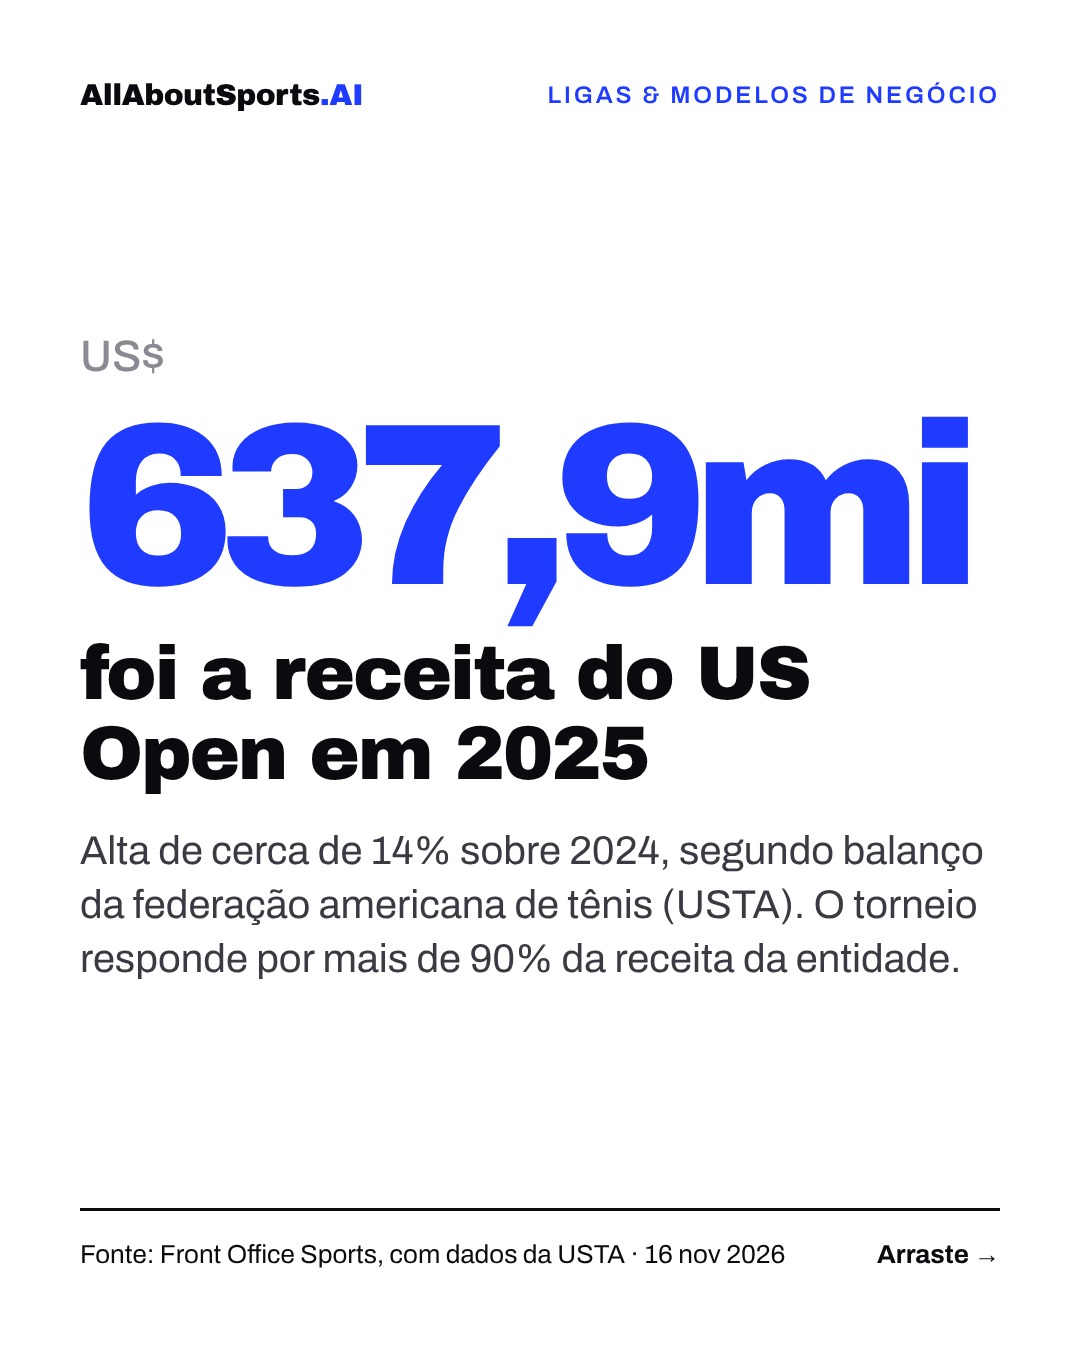 AllAboutSports.AI
LIGAS & MODELOS DE NEGÓCIO
US$
637,9mi
foi a receita do US
Open em 2025
Alta de cerca de 14% sobre 2024, segundo balanço
da federação americana de tênis (USTA). O torneio
responde por mais de 90% da receita da entidade.
Fonte: Front Office Sports, com dados da USTA · 16 nov 2026
Arraste →